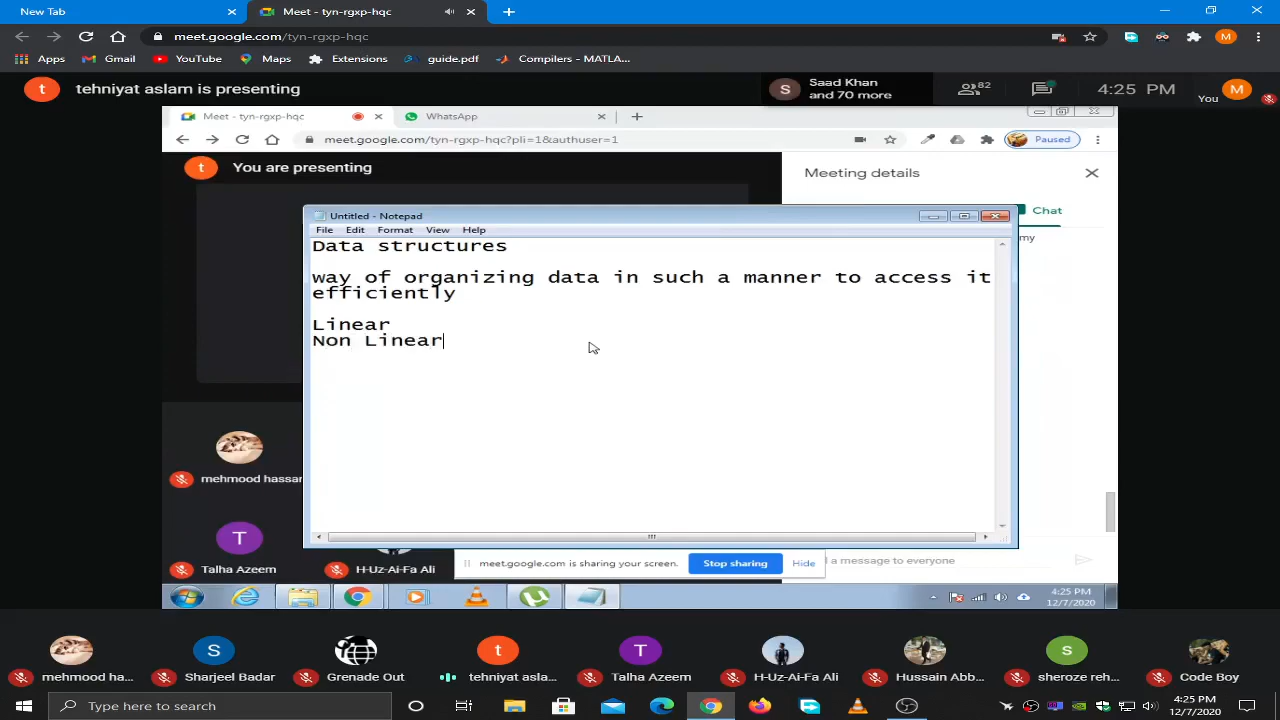 New Tab
Meet - tyn-rgxp-hqc
meet.google.com/tyn-rgxp-hqc
M
Apps
Gmail
YouTube
Maps
Extensions
guide.pdf
Compilers - MATLA...
t
tehniyat aslam is presenting
S
Saad Khan
and 70 more
82
4:25 PM
You
M
Meet - tyn-rgxp-hqc
WhatsApp
meet.google.com/tyn-rgxp-hqc?pli=1&authuser=1
Paused
t
You are presenting
Meeting details
Chat
my
Untitled - Notepad
File Edit Format View Help
Data structures
way of organizing data in such a manner to access it
efficiently
Linear
Non Linear
mehmood hassan
T
Talha Azeem
H-Uz-Ai-Fa Ali
meet.google.com is sharing your screen.
Stop sharing
Hide
d a message to everyone
4:25 PM
12/7/2020
S
t
T
s
mehmood ha...
Sharjeel Badar
Grenade Out
tehniyat asla...
Talha Azeem
H-Uz-Ai-Fa Ali
Hussain Abb...
sheroze reh...
Code Boy
Type here to search
4:25 PM
12/7/2020